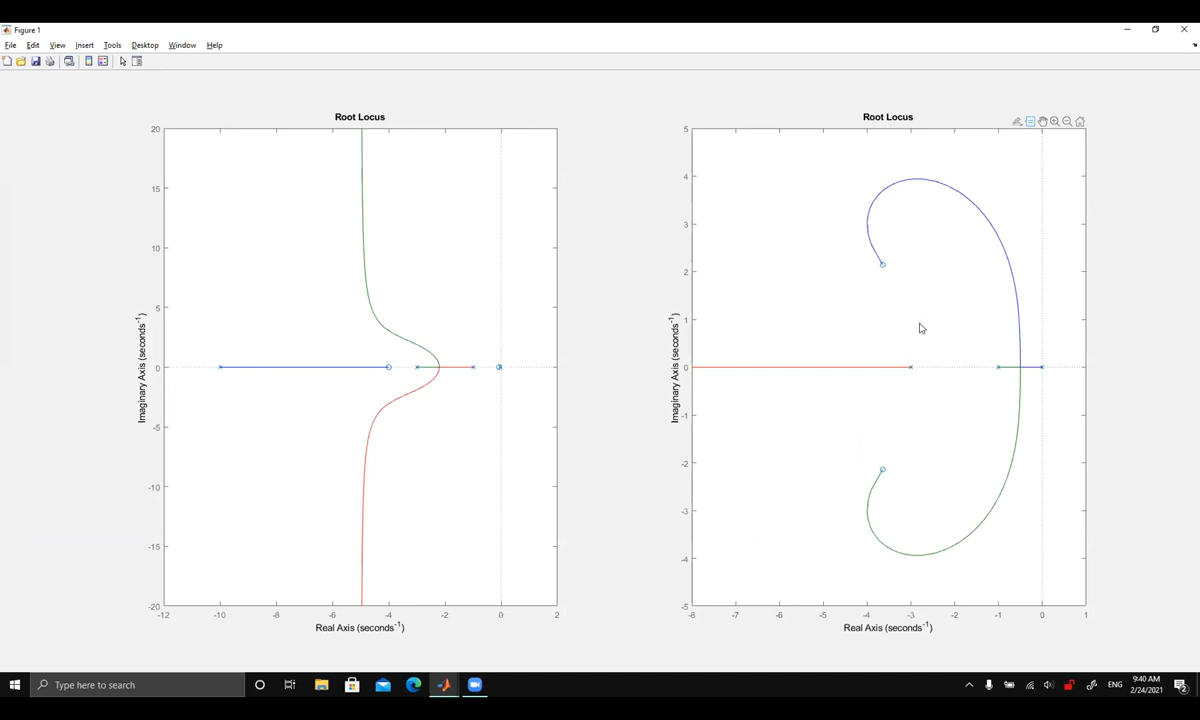 Figure 1
File Edit View Insert Tools Desktop Window Help
Root Locus
20
15
10
5
0
-5
-10
-15
-20
-12 -10 -8 -6 -4 -2 0 2
Imaginary Axis (seconds⁻¹)
Real Axis (seconds⁻¹)
Root Locus
5
4
3
2
1
0
-1
-2
-3
-4
-5
-8 -7 -6 -5 -4 -3 -2 -1 0 1
Imaginary Axis (seconds⁻¹)
Real Axis (seconds⁻¹)
Type here to search
ENG
9:40 AM
2/24/2021
2